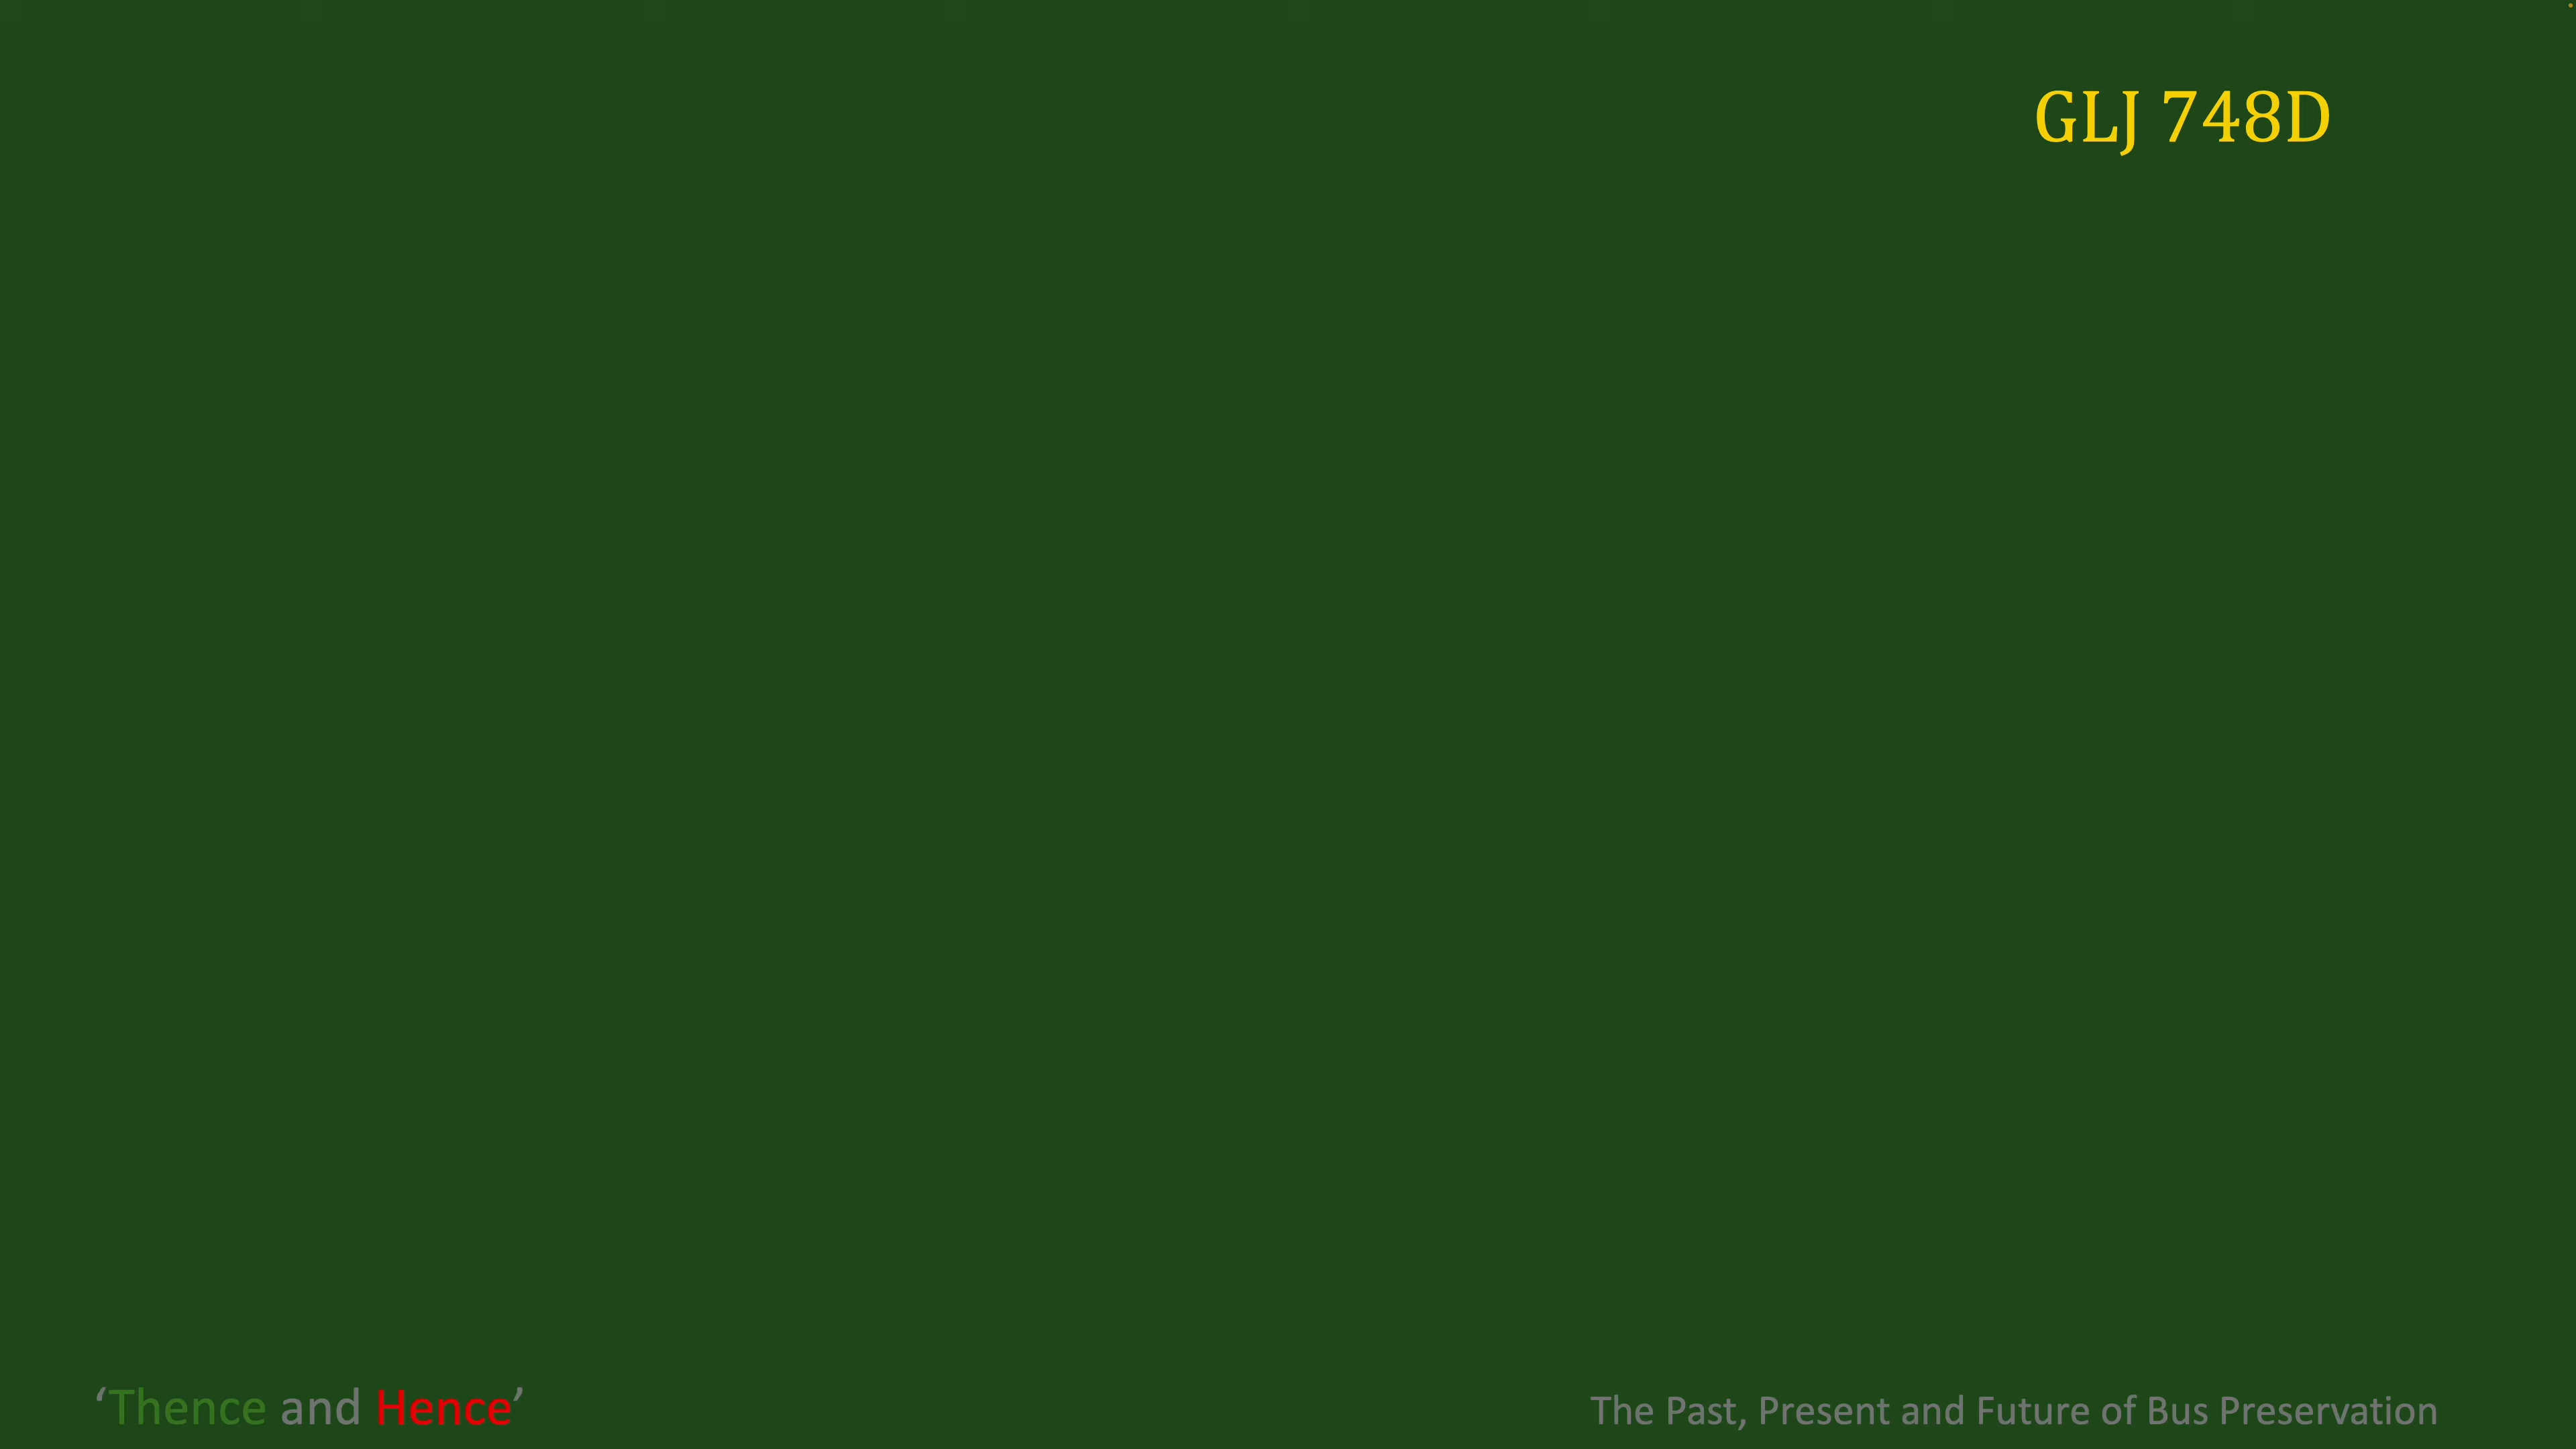 GLJ 748D
‘Thence and Hence’
The Past, Present and Future of Bus Preservation